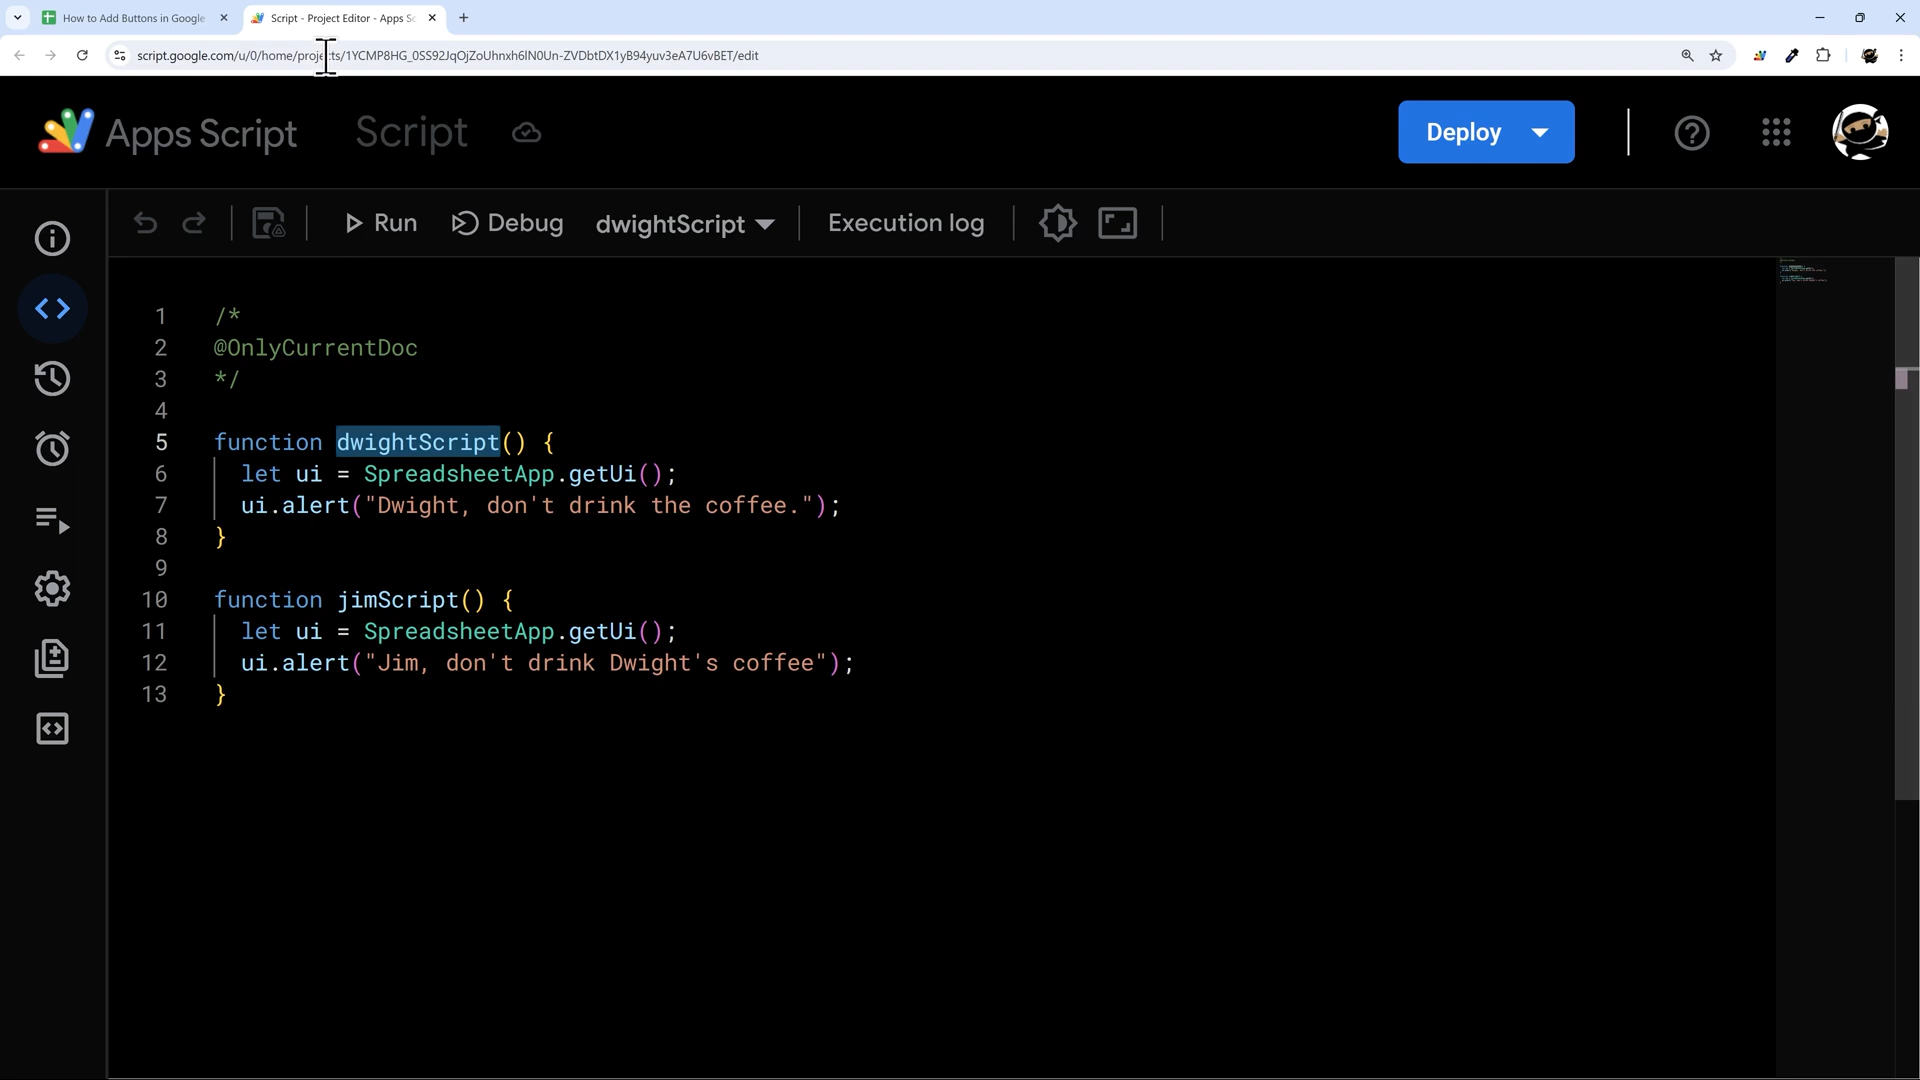 How to Add Buttons in Google
Script - Project Editor - Apps Sc
script.google.com/u/0/home/projects/1YCMP8HG_0SS92JqOjZoUhnxh6lN0Un-ZVDbtDX1yB94yuv3eA7U6vBET/edit
Apps Script Script Deploy
Run Debug dwightScript Execution log
1 /*
2 @OnlyCurrentDoc
3 */
4
5 function dwightScript() {
6 let ui = SpreadsheetApp.getUi();
7 ui.alert("Dwight, don't drink the coffee.");
8 }
9
10 function jimScript() {
11 let ui = SpreadsheetApp.getUi();
12 ui.alert("Jim, don't drink Dwight's coffee");
13 }